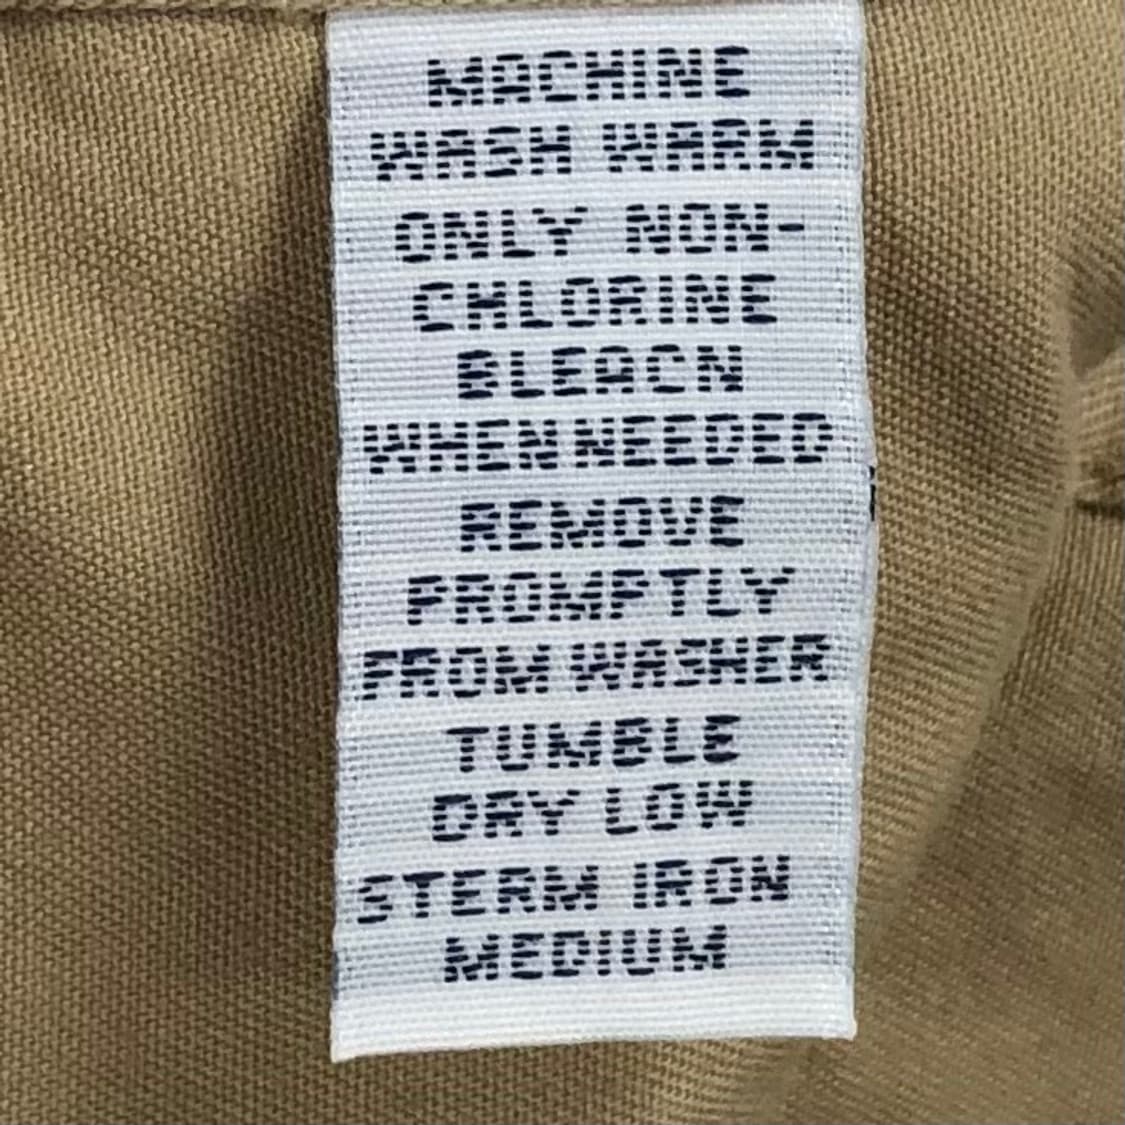 MACHINE
WASH WARM
ONLY NON-
CHLORINE
BLEACN
WHEN NEEDED
REMOVE
PROMPTLY
FROM WASHER
TUMBLE
DRY LOW
STERM IRON
MEDIUM